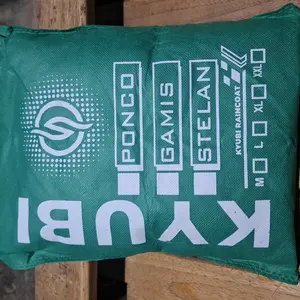 KYUBI
PONCO
GAMIS
STELAN
KYUBI RAINCOAT
M L XL XXL